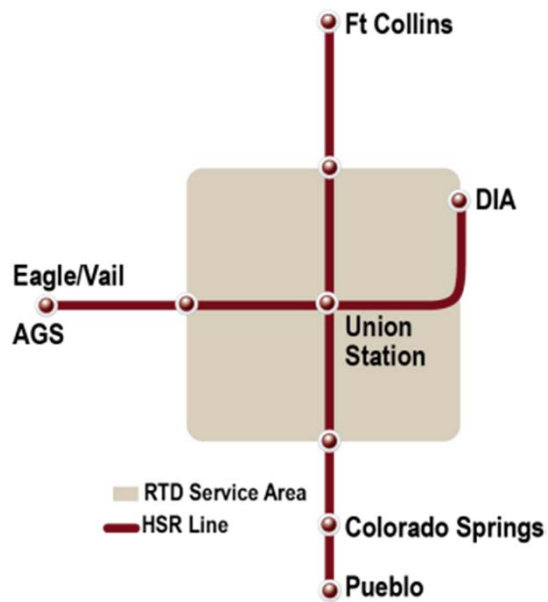 Ft Collins
DIA
Eagle/Vail
AGS
Union
Station
RTD Service Area
HSR Line
Colorado Springs
Pueblo